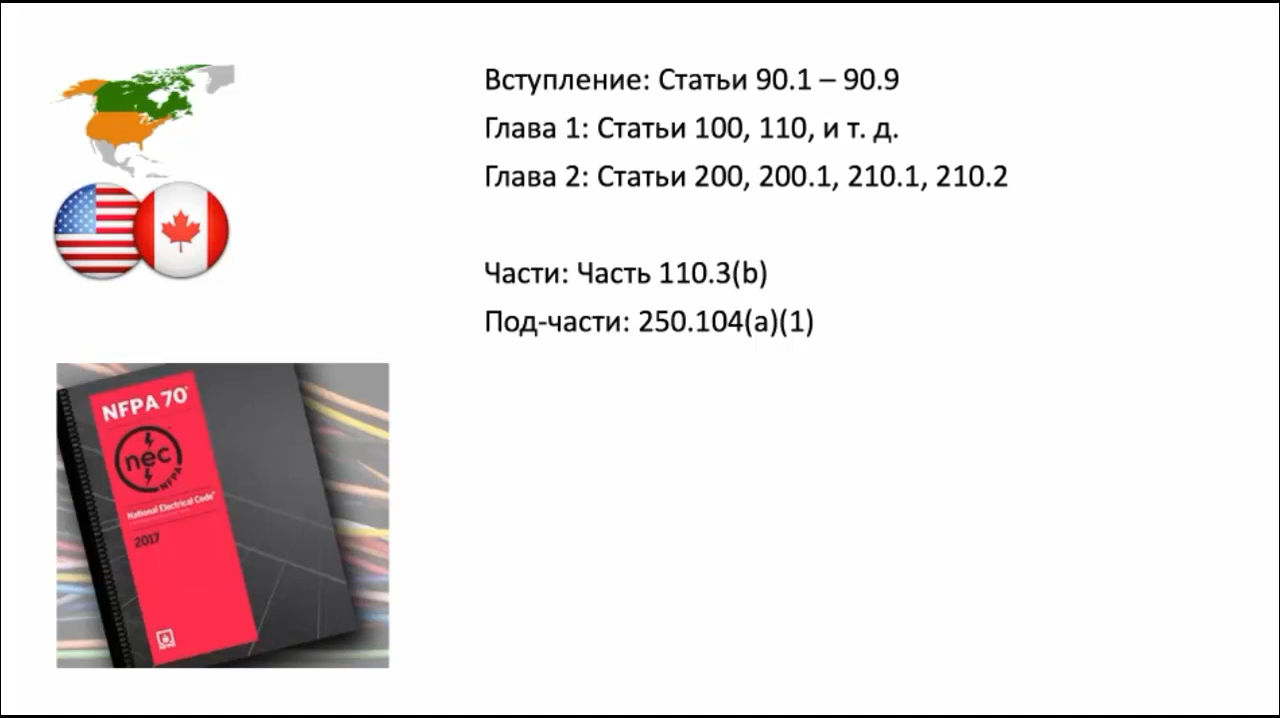 Вступление: Статьи 90.1 – 90.9
Глава 1: Статьи 100, 110, и т. д.
Глава 2: Статьи 200, 200.1, 210.1, 210.2
Части: Часть 110.3(b)
Под-части: 250.104(a)(1)
NFPA 70®
nec
NFPA
National Electrical Code®
2017